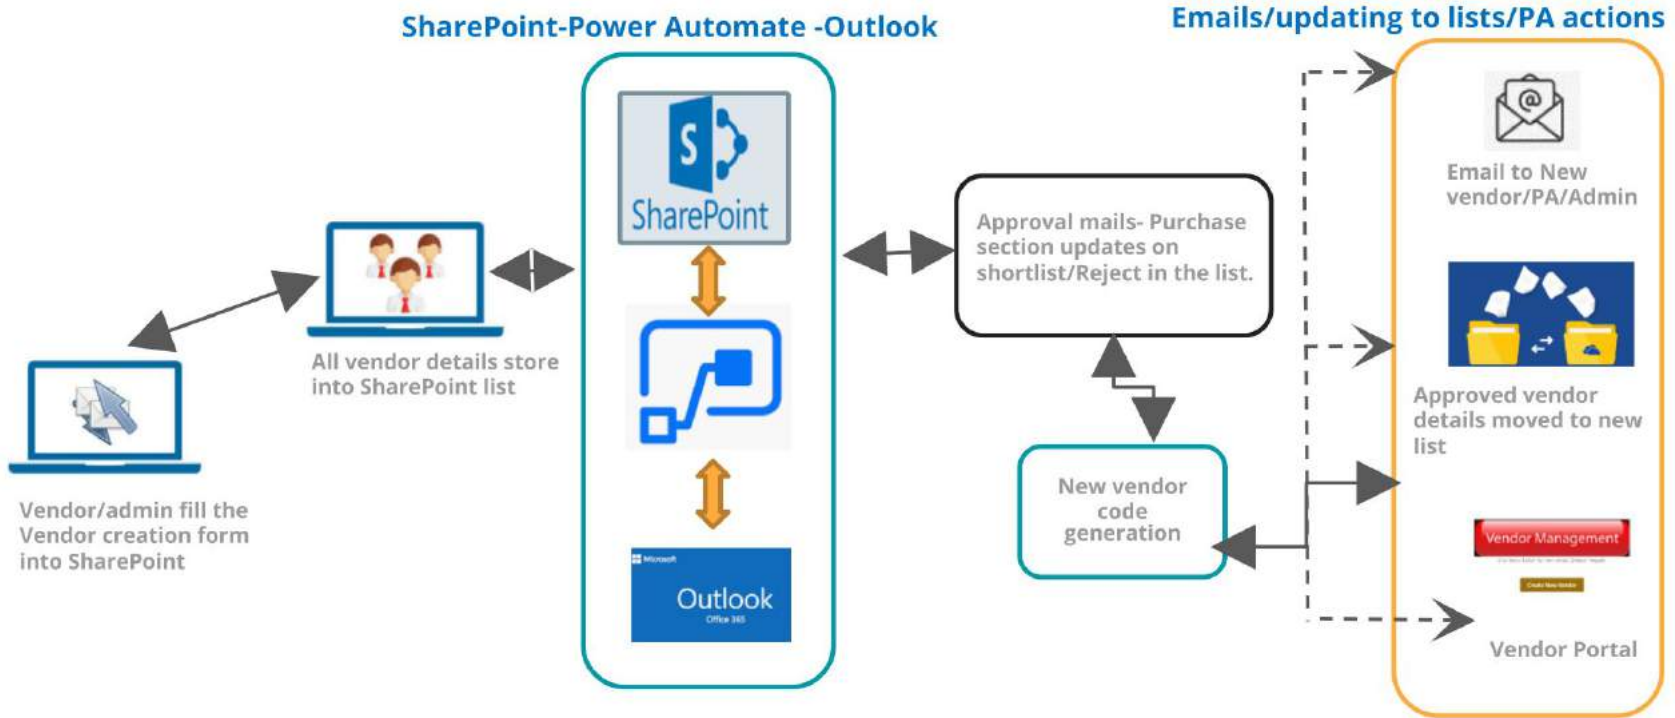 SharePoint-Power Automate -Outlook
Emails/updating to lists/PA actions
S
SharePoint
@
Email to New
vendor/PA/Admin
Approval mails- Purchase
section updates on
shortlist/Reject in the list.
All vendor details store
into SharePoint list
Approved vendor
details moved to new
list
Vendor/admin fill the
Vendor creation form
into SharePoint
New vendor
code
generation
Microsoft
Outlook
Office 365
Vendor Management
Create New Vendor
Vendor Portal